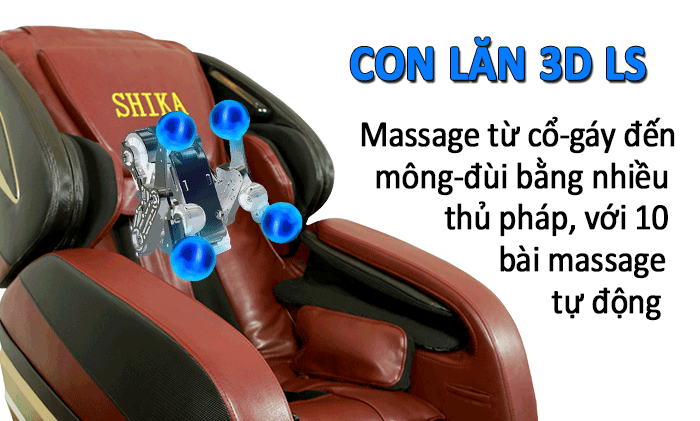 SHIKA
CON LĂN 3D LS
Massage từ cổ-gáy đến
mông-đùi bằng nhiều
thủ pháp, với 10
bài massage
tự động